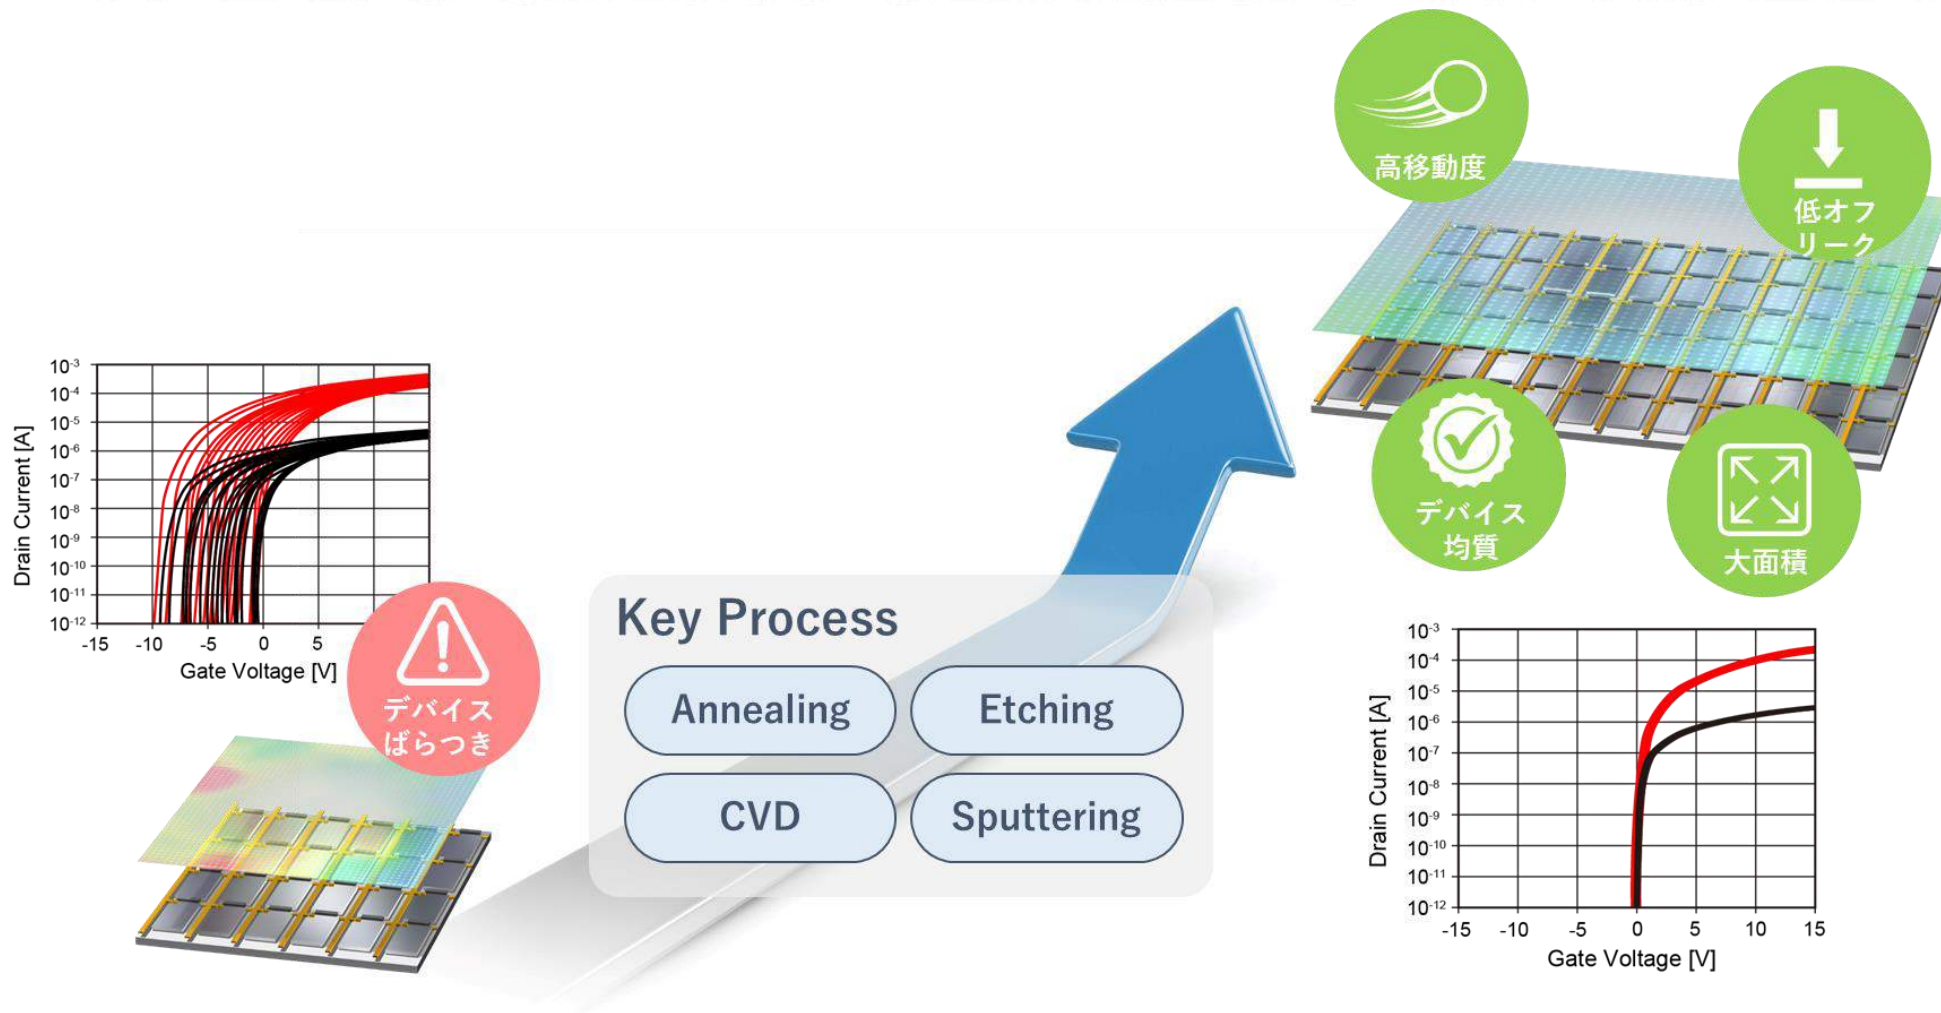 高移動度
低オフ
リーク
デバイス
均質
大面積
10-3
10-4
10-5
10-6
10-7
10-8
10-9
10-10
10-11
10-12
-15
-10
-5
0
5
Drain Current [A]
Gate Voltage [V]
デバイス
ばらつき
Key Process
Annealing
Etching
CVD
Sputtering
10-3
10-4
10-5
10-6
10-7
10-8
10-9
10-10
10-11
10-12
-15
-10
-5
0
5
10
15
Drain Current [A]
Gate Voltage [V]